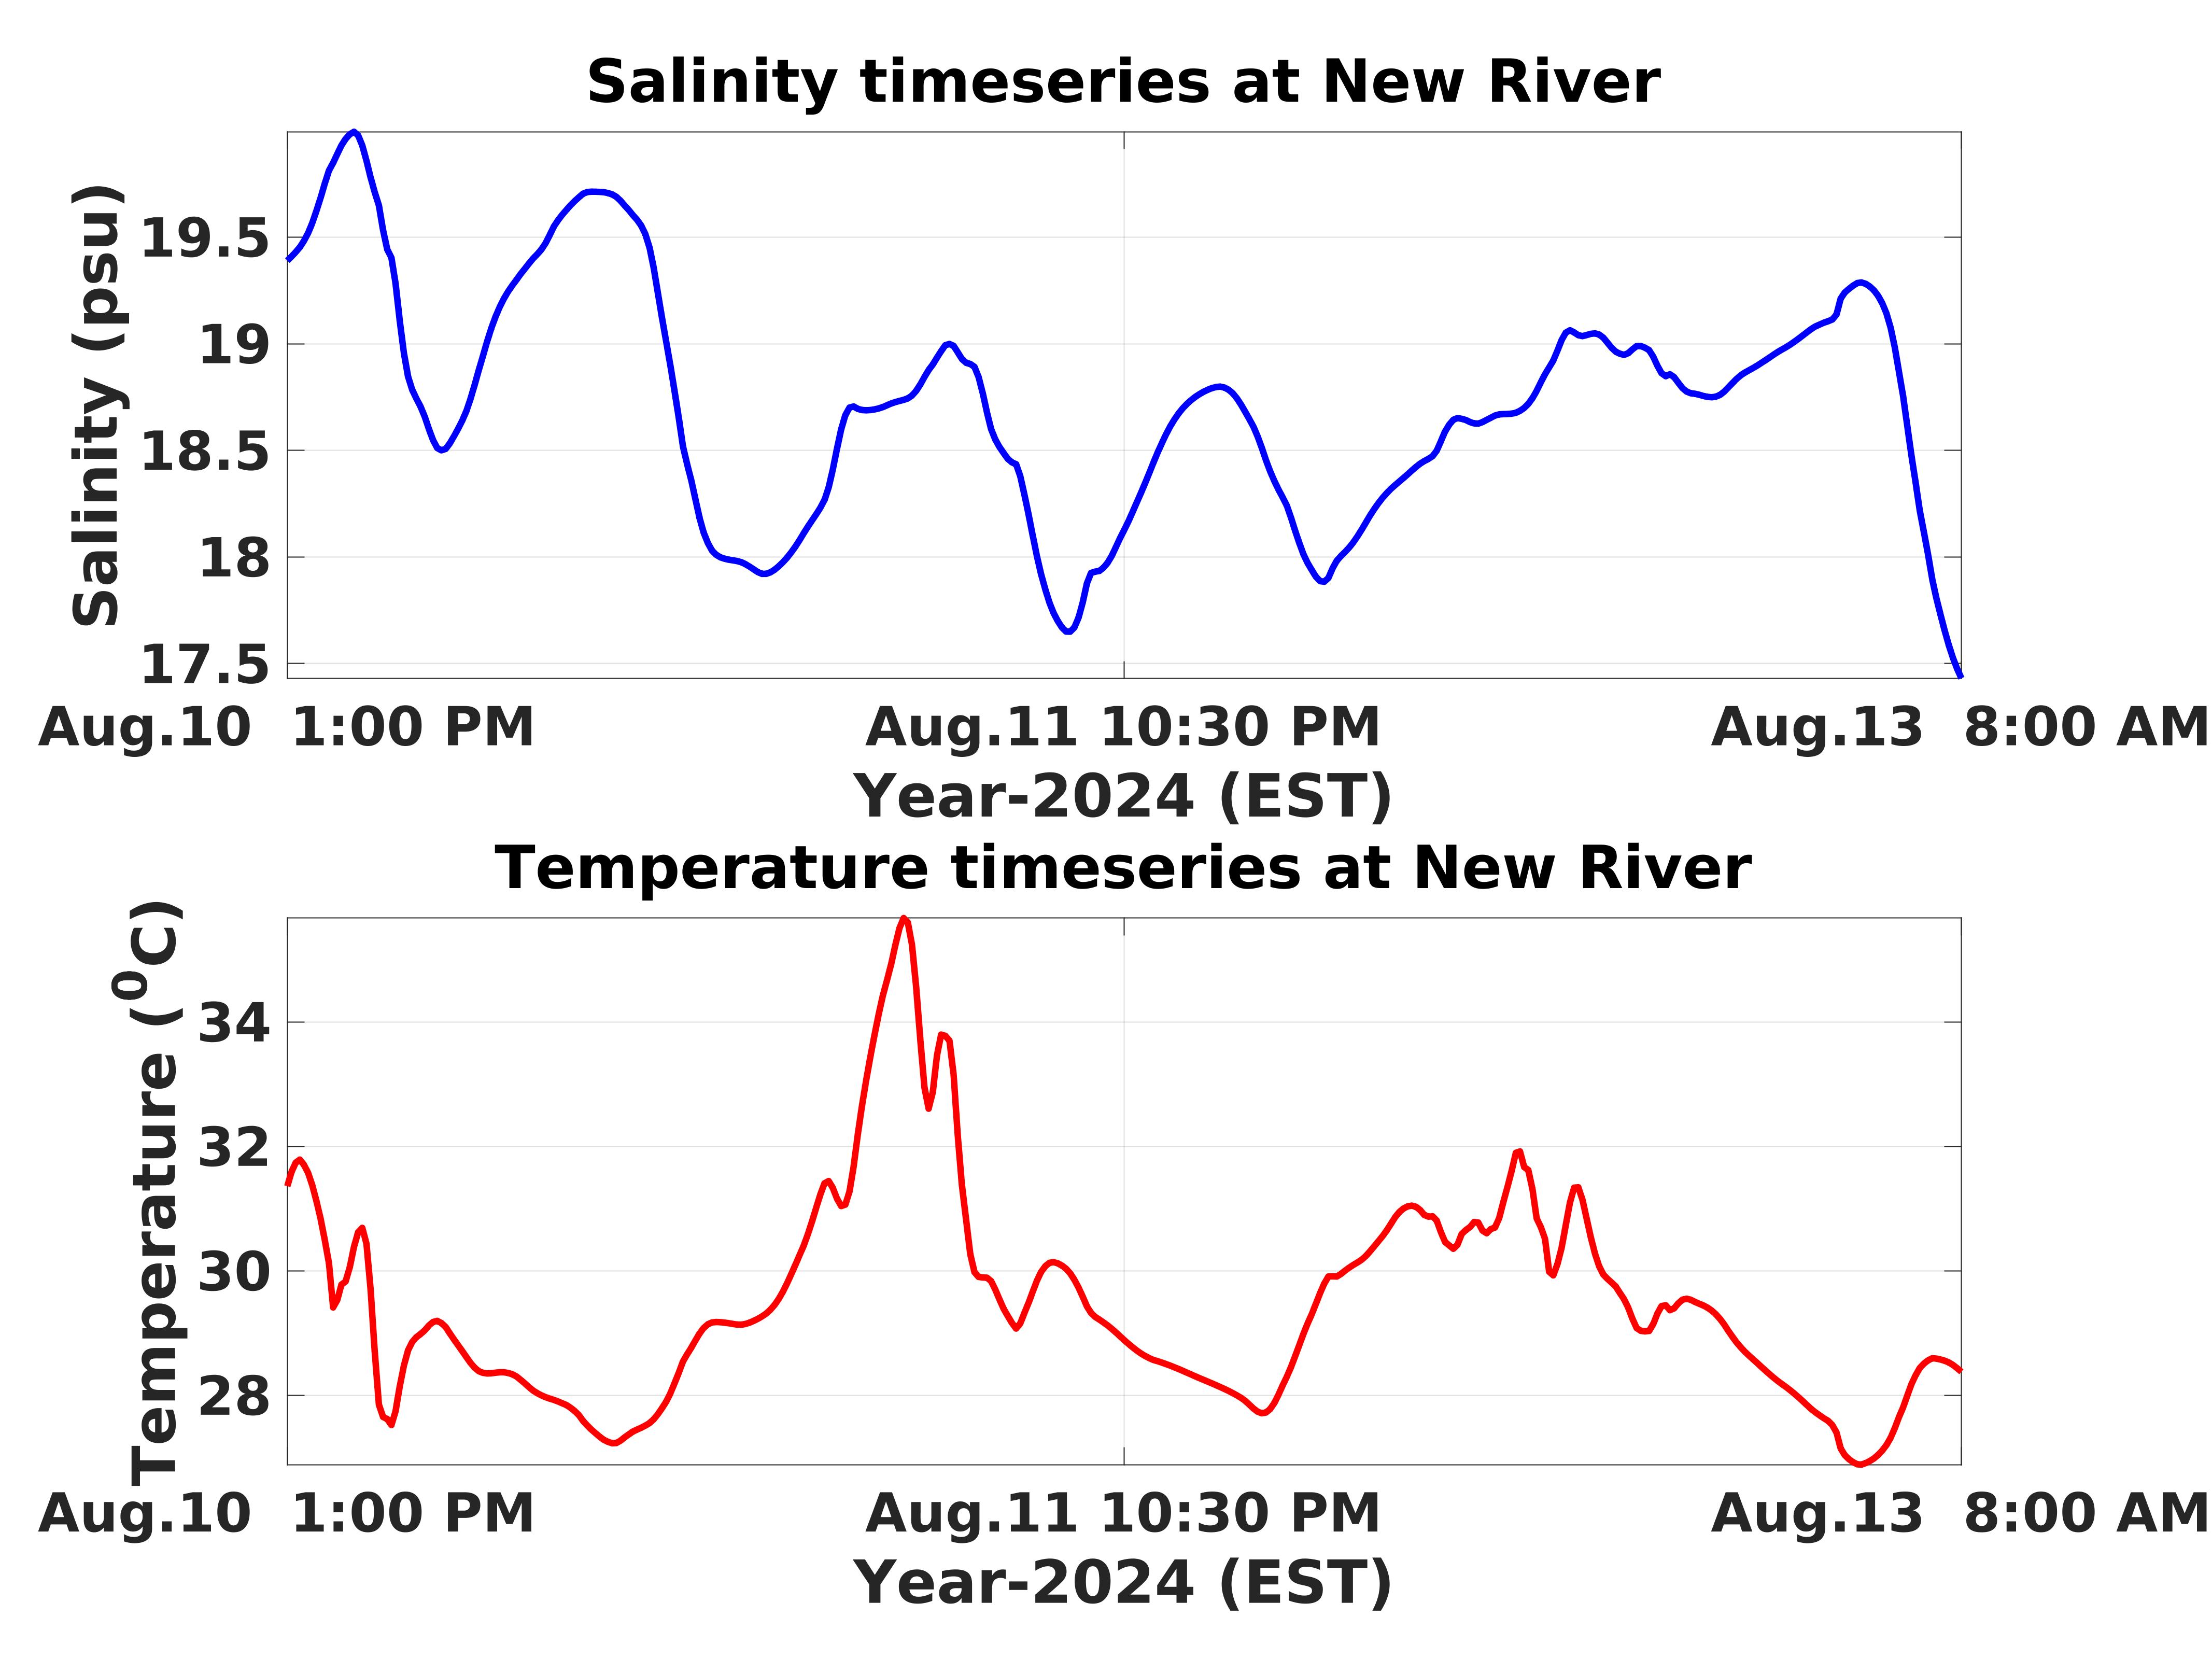 Salinity timeseries at New River
Salinity (psu)
19.5
19
18.5
18
17.5
Aug.10  1:00 PM
Aug.11 10:30 PM
Aug.13  8:00 AM
Year-2024 (EST)
Temperature timeseries at New River
Temperature (⁰C)
34
32
30
28
Aug.10  1:00 PM
Aug.11 10:30 PM
Aug.13  8:00 AM
Year-2024 (EST)